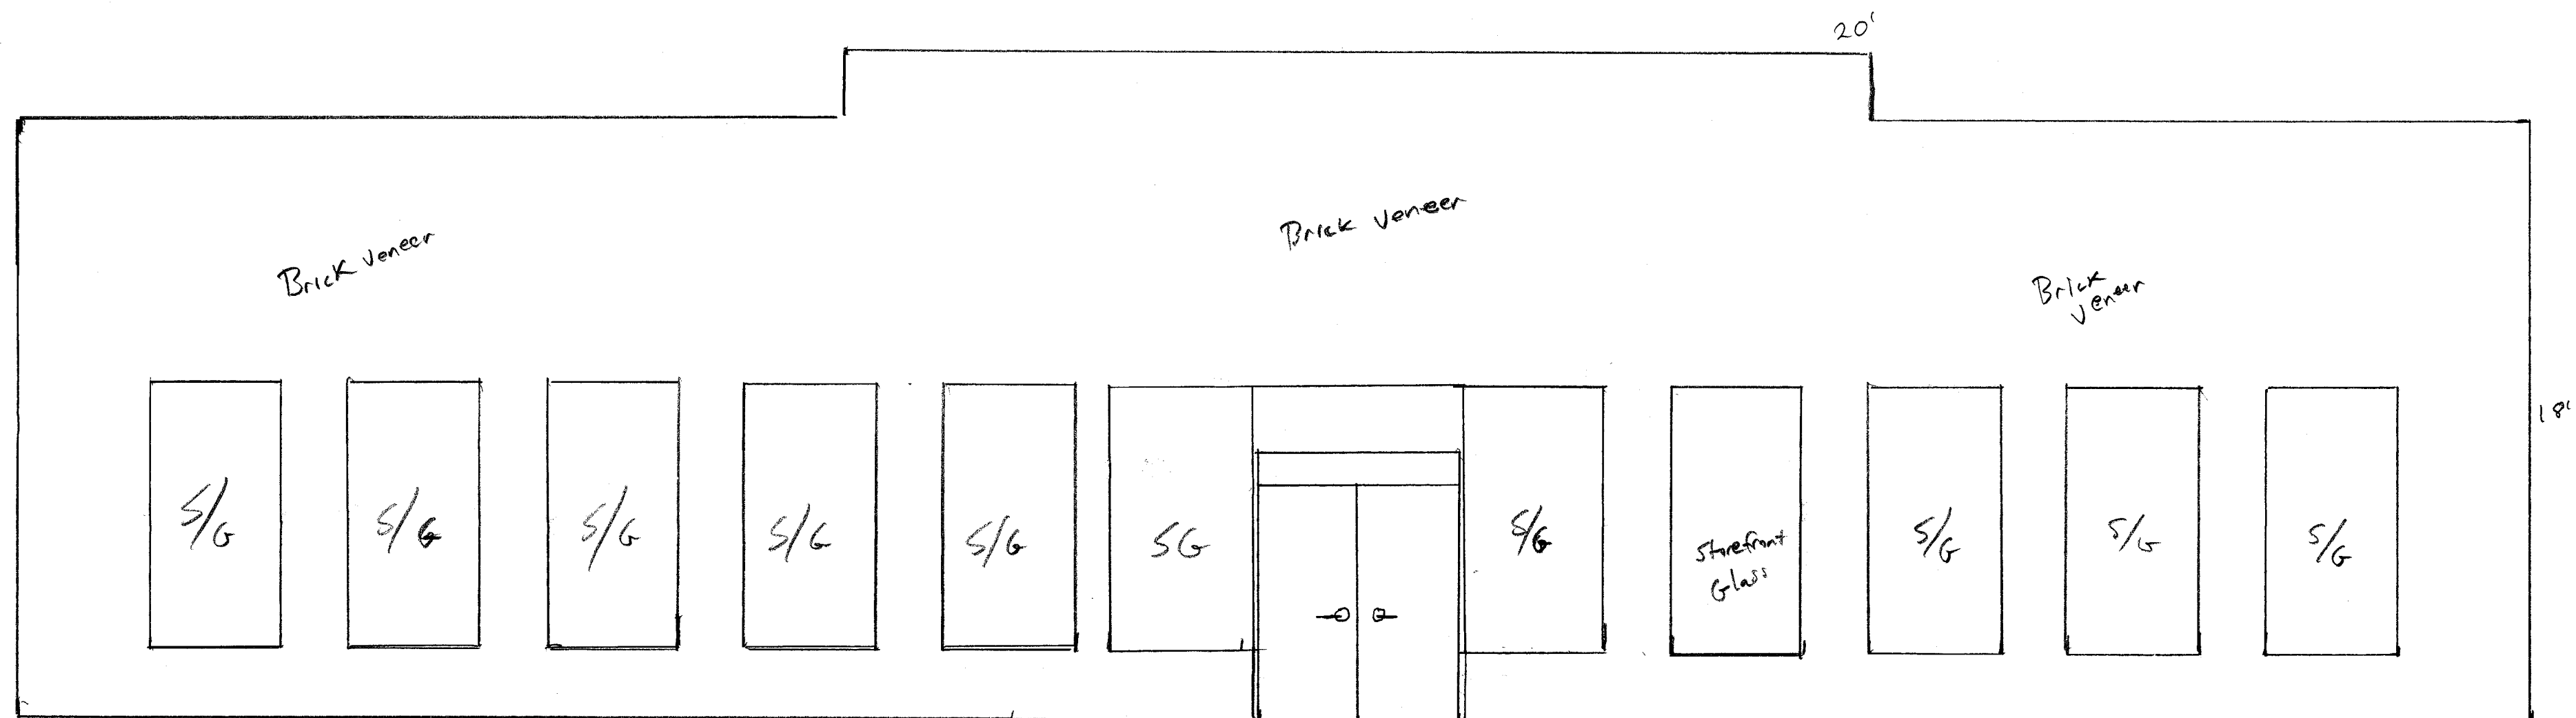 20'
Brick veneer
Brick veneer
Brick
veneer
18'
S/G
S/G
S/G
S/G
S/G
SG
S/G
Storefront
Glass
S/G
S/G
S/G